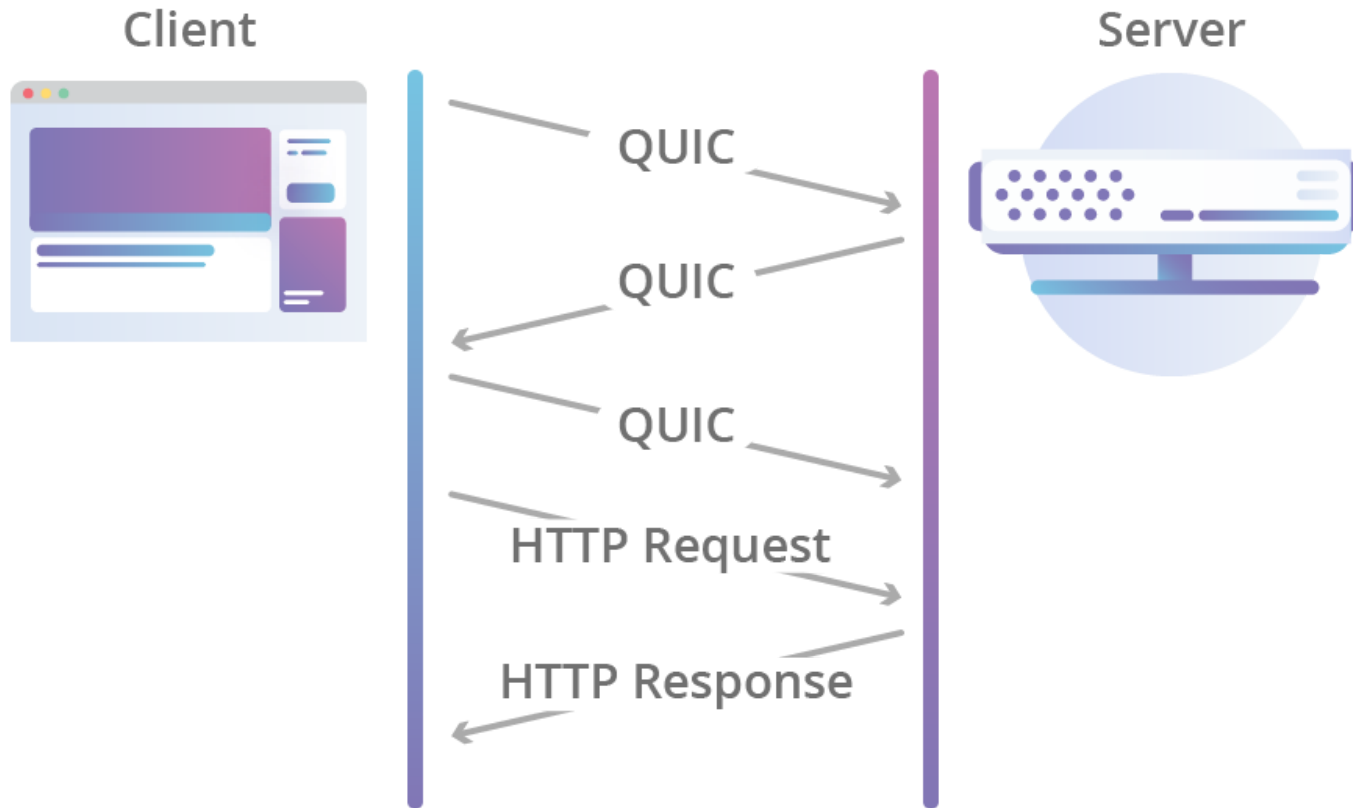 Client
Server
QUIC
QUIC
QUIC
HTTP Request
HTTP Response